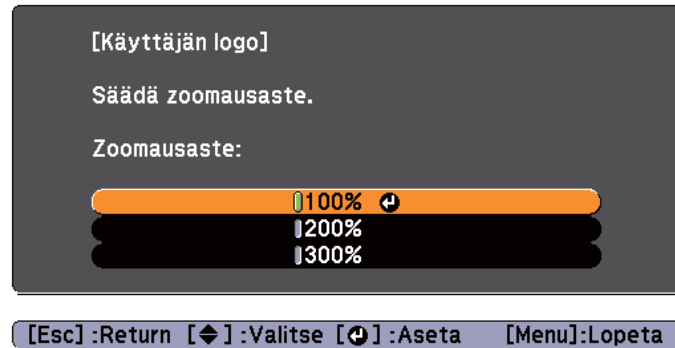 [Käyttäjän logo]
Säädä zoomausaste.
Zoomausaste:
100%
200%
300%
[Esc] :Return [◆] :Valitse [⏎] :Aseta [Menu]:Lopeta